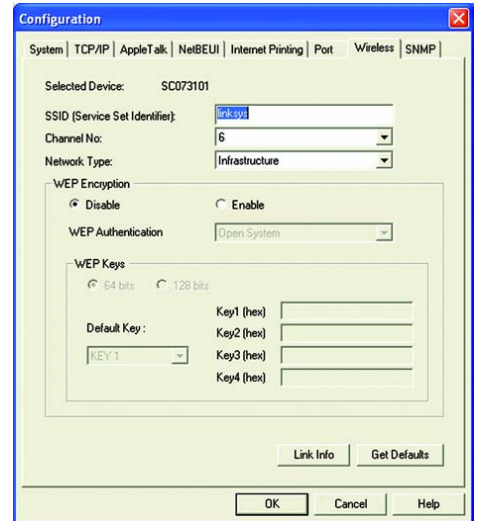 Configuration
System TCP/IP AppleTalk NetBEUI Internet Printing Port Wireless SNMP
Selected Device: SC073101
SSID (Service Set Identifier): linksys
Channel No: 6
Network Type: Infrastructure
WEP Encryption
Disable Enable
WEP Authentication Open System
WEP Keys
64 bits 128 bits
Key1 (hex)
Default Key : Key2 (hex)
KEY 1 Key3 (hex)
Key4 (hex)
Link Info Get Defaults
OK Cancel Help